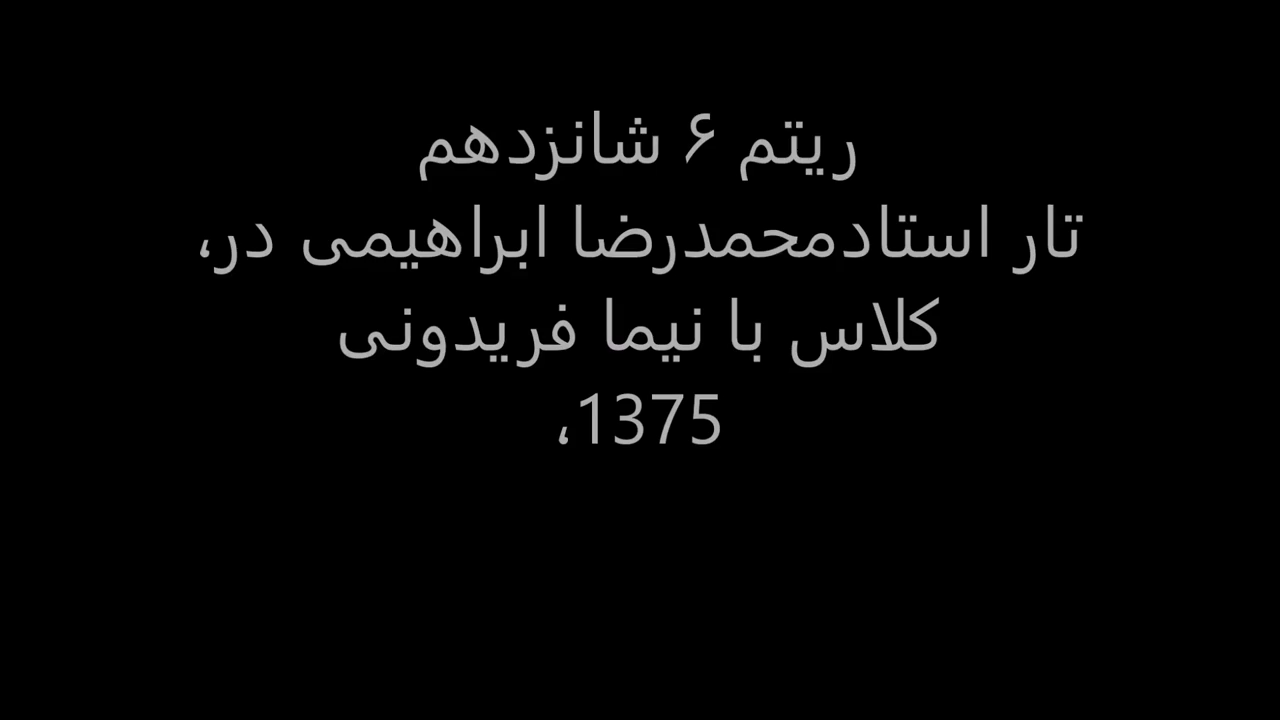 ریتم ۶ شانزدهم
تار استادمحمدرضا ابراهیمی در،
کلاس با نیما فریدونی
1375،